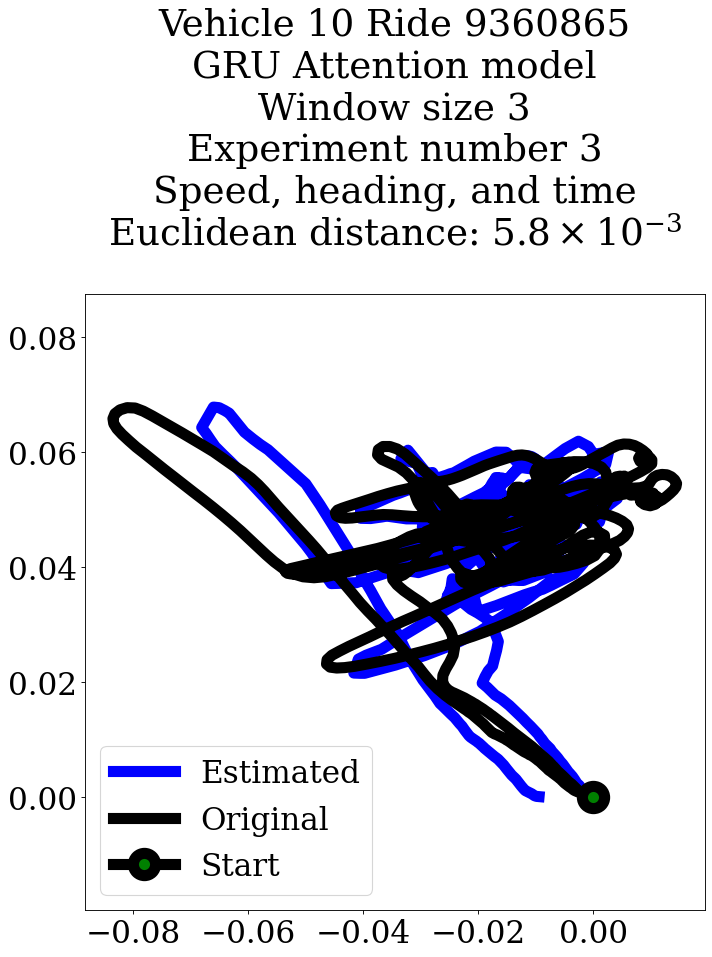 Vehicle 10 Ride 9360865
GRU Attention model
Window size 3
Experiment number 3
Speed, heading, and time
Euclidean distance: 5.8 × 10⁻³
0.08
0.06
0.04
0.02
0.00
Estimated
Original
Start
−0.08 −0.06 −0.04 −0.02 0.00